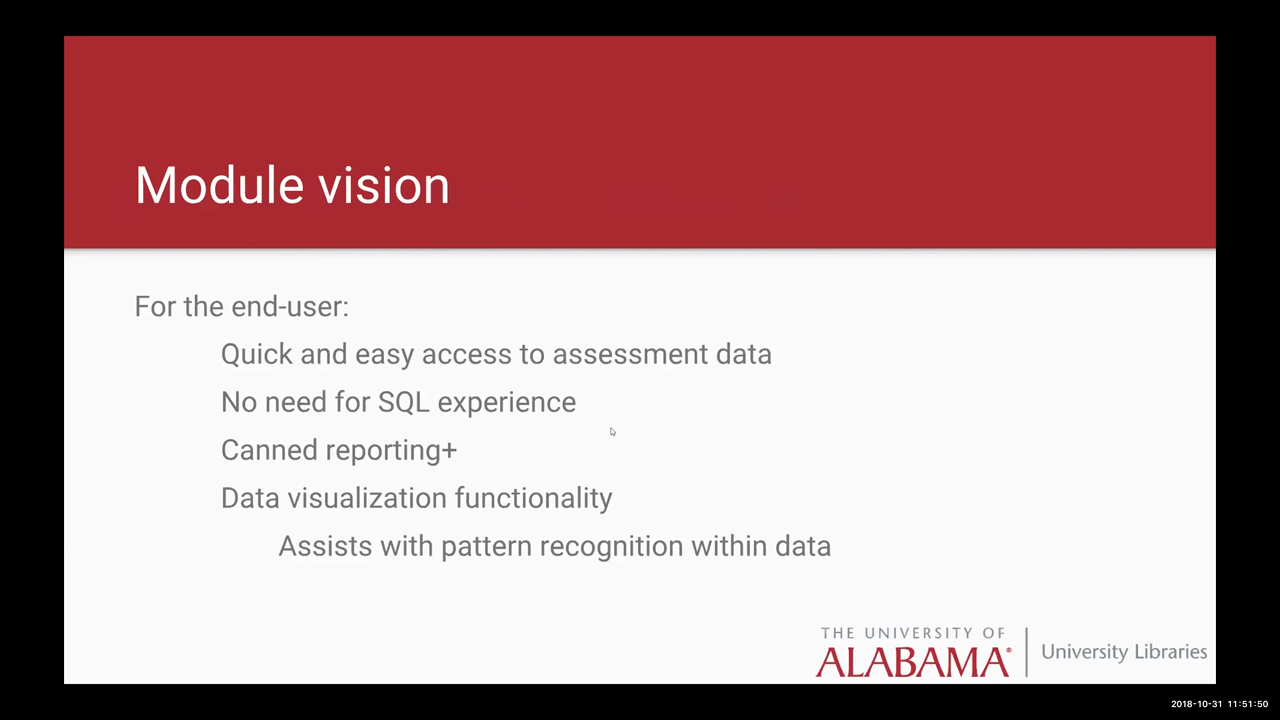 Module vision
For the end-user:
Quick and easy access to assessment data
No need for SQL experience
Canned reporting+
Data visualization functionality
Assists with pattern recognition within data
THE UNIVERSITY OF
ALABAMA®
University Libraries
2018-10-31 11:51:50